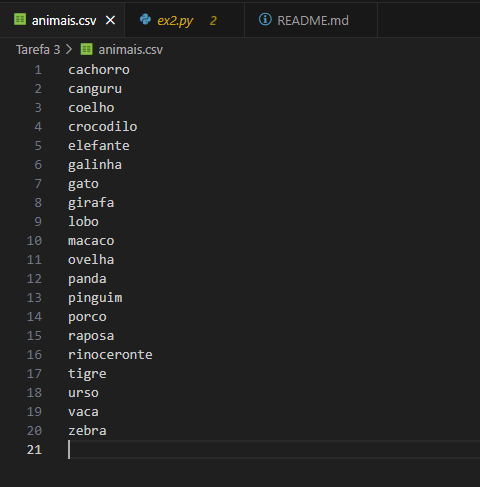 animais.csv ex2.py 2 README.md
Tarefa 3 > animais.csv
1 cachorro
2 canguru
3 coelho
4 crocodilo
5 elefante
6 galinha
7 gato
8 girafa
9 lobo
10 macaco
11 ovelha
12 panda
13 pinguim
14 porco
15 raposa
16 rinoceronte
17 tigre
18 urso
19 vaca
20 zebra
21